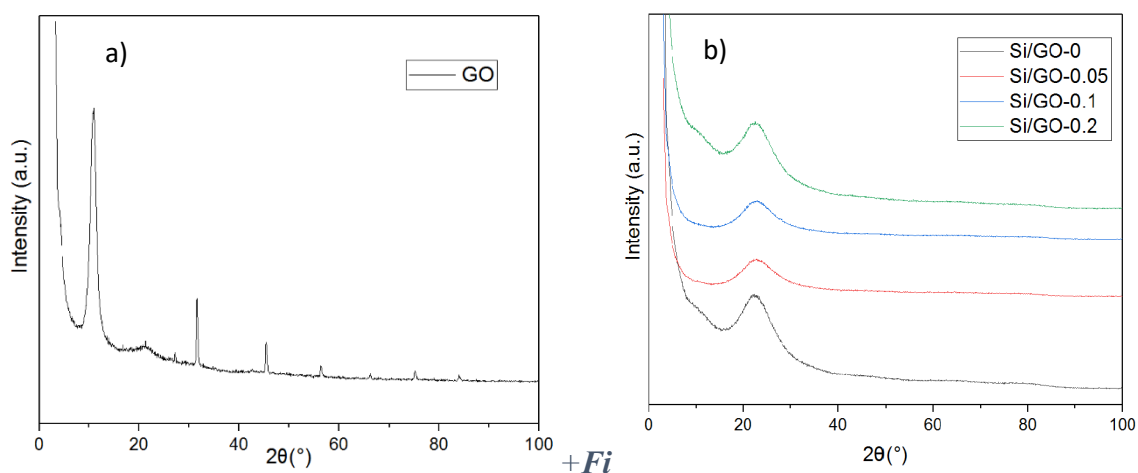 a)
GO
Intensity (a.u.)
0 20 40 60 80 100
2θ(°)
b)
Si/GO-0
Si/GO-0.05
Si/GO-0.1
Si/GO-0.2
Intensity (a.u.)
0 20 40 60 80 100
2θ(°)
+Fi